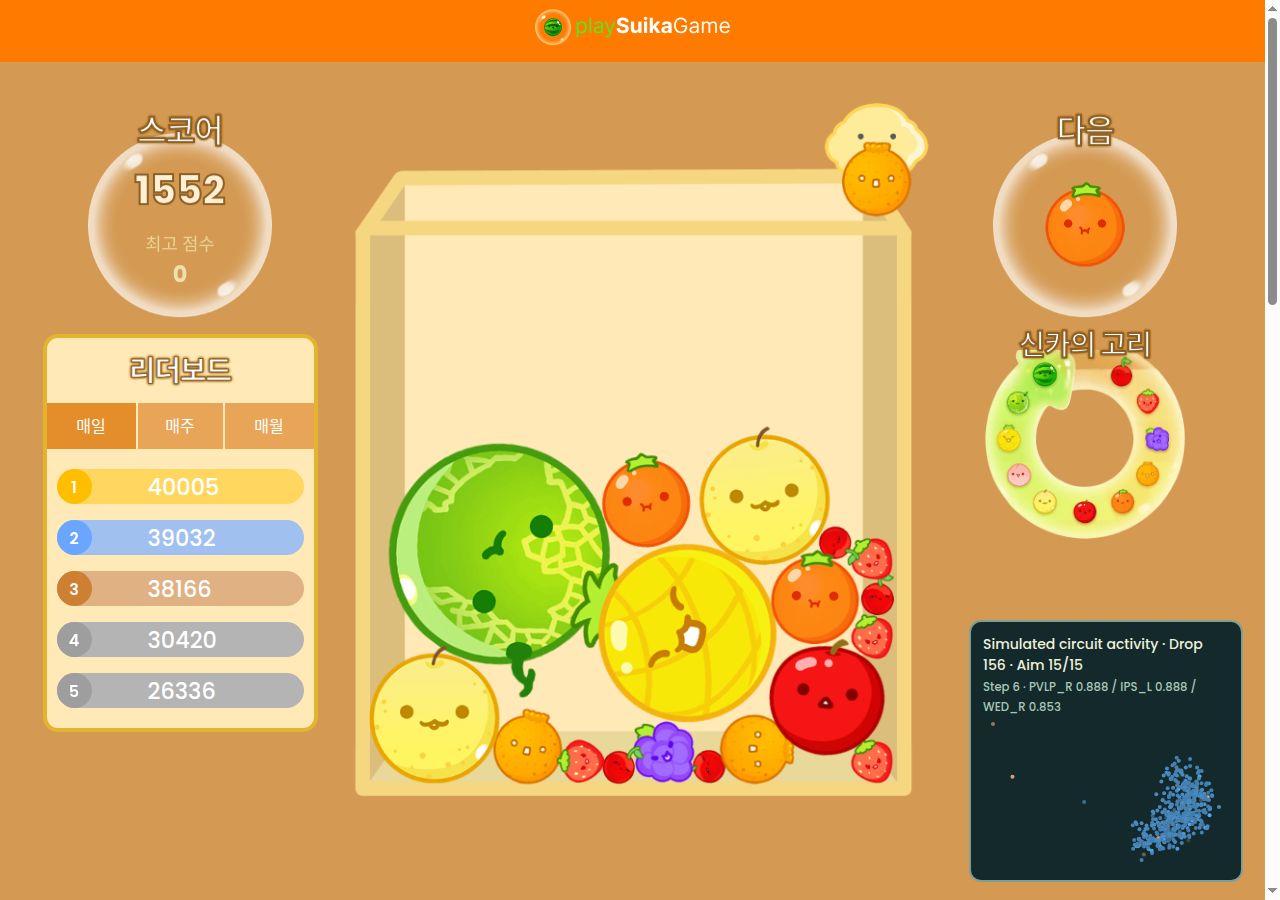 playSuikaGame
스코어
1552
최고 점수
0
리더보드
매일 매주 매월
1 40005
2 39032
3 38166
4 30420
5 26336
다음
신카의 고리
Simulated circuit activity · Drop
156 · Aim 15/15
Step 6 · PVLP_R 0.888 / IPS_L 0.888 /
WED_R 0.853